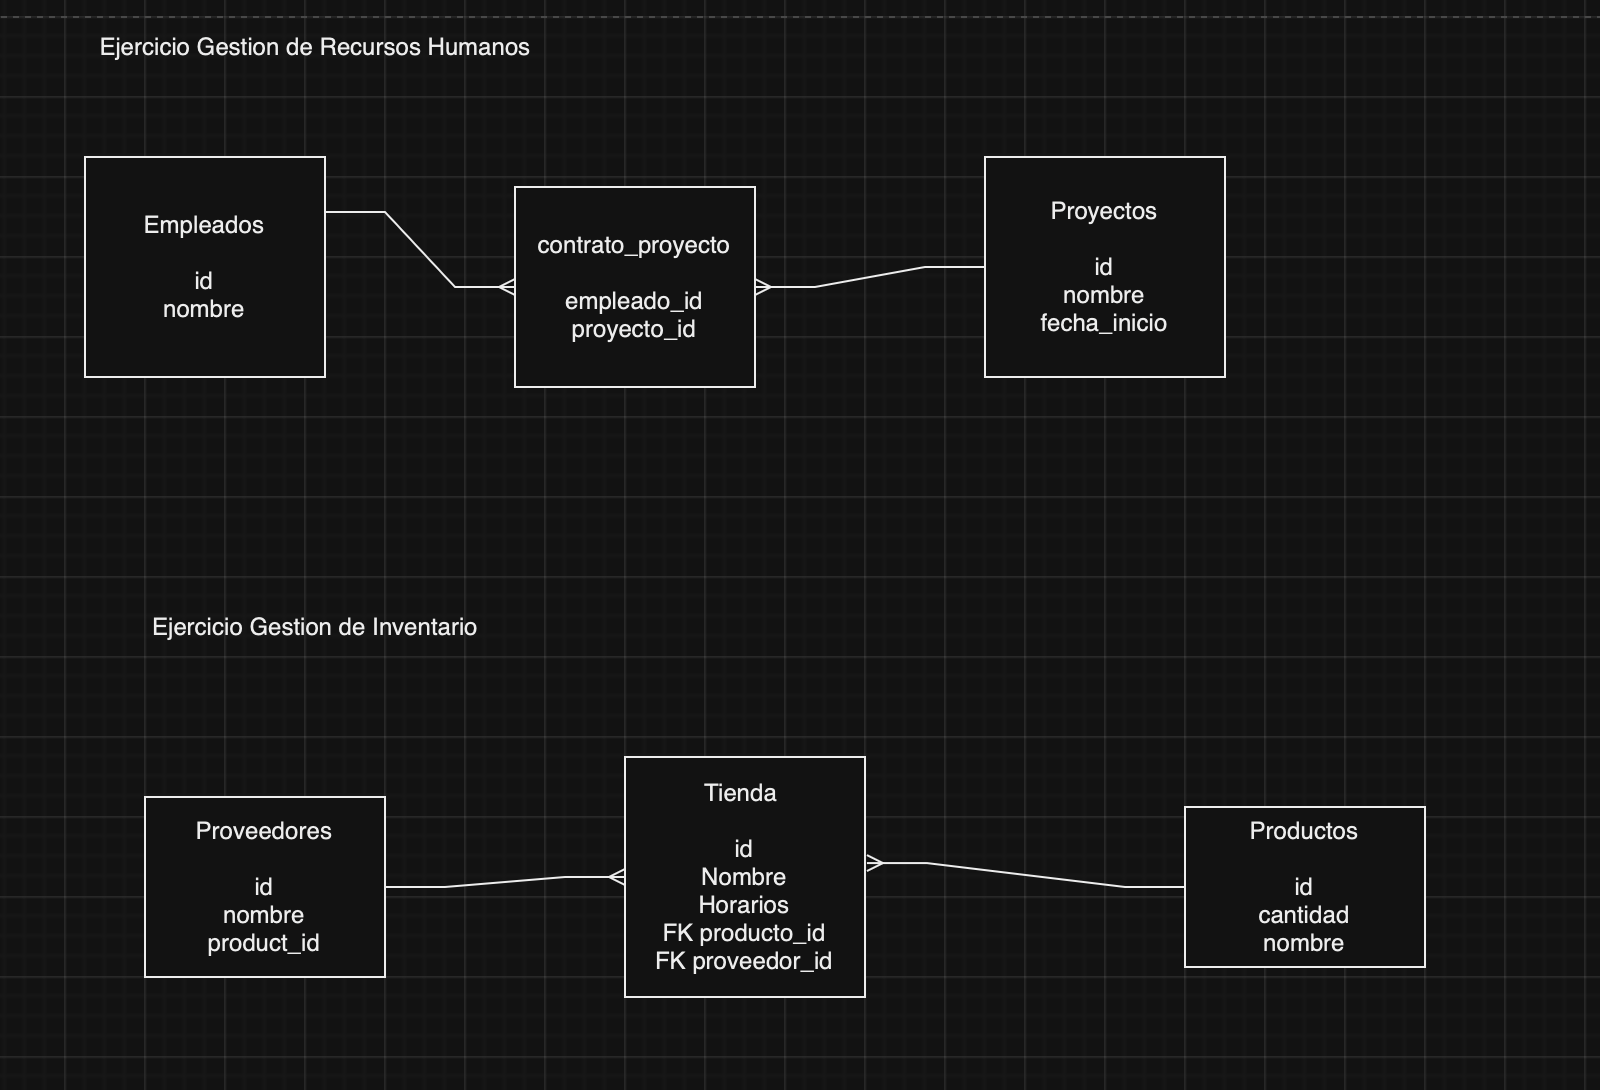 Ejercicio Gestion de Recursos Humanos
Empleados
id
nombre
contrato_proyecto
empleado_id
proyecto_id
Proyectos
id
nombre
fecha_inicio
Ejercicio Gestion de Inventario
Proveedores
id
nombre
product_id
Tienda
id
Nombre
Horarios
FK producto_id
FK proveedor_id
Productos
id
cantidad
nombre